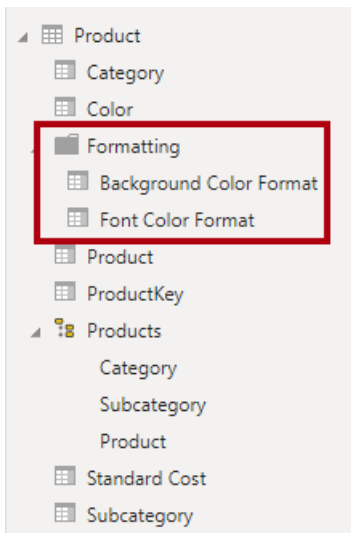 Product
Category
Color
Formatting
Background Color Format
Font Color Format
Product
ProductKey
Products
Category
Subcategory
Product
Standard Cost
Subcategory